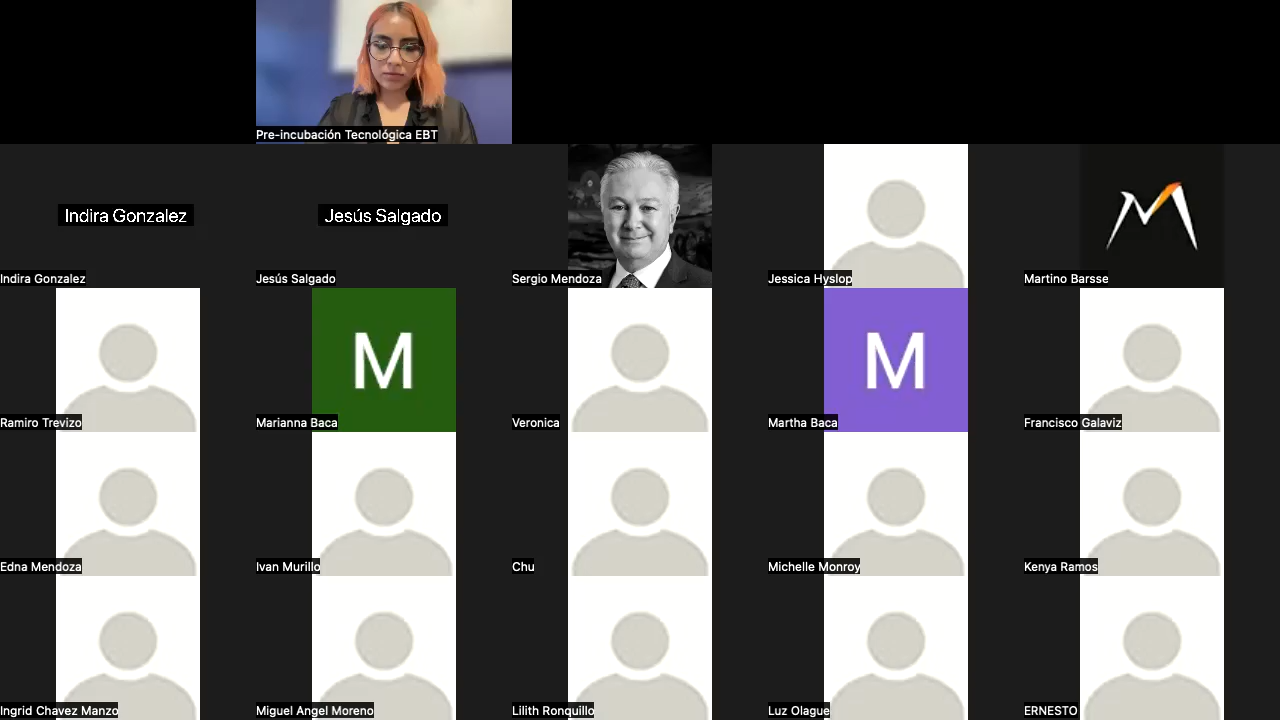 Pre-incubación Tecnológica EBT
Indira Gonzalez
Jesús Salgado
Indira Gonzalez
Jesús Salgado
Sergio Mendoza
Jessica Hyslop
Martino Barsse
M
M
Ramiro Trevizo
Marianna Baca
Veronica
Martha Baca
Francisco Galaviz
Edna Mendoza
Ivan Murillo
Chu
Michelle Monroy
Kenya Ramos
Ingrid Chavez Manzo
Miguel Angel Moreno
Lilith Ronquillo
Luz Olague
ERNESTO